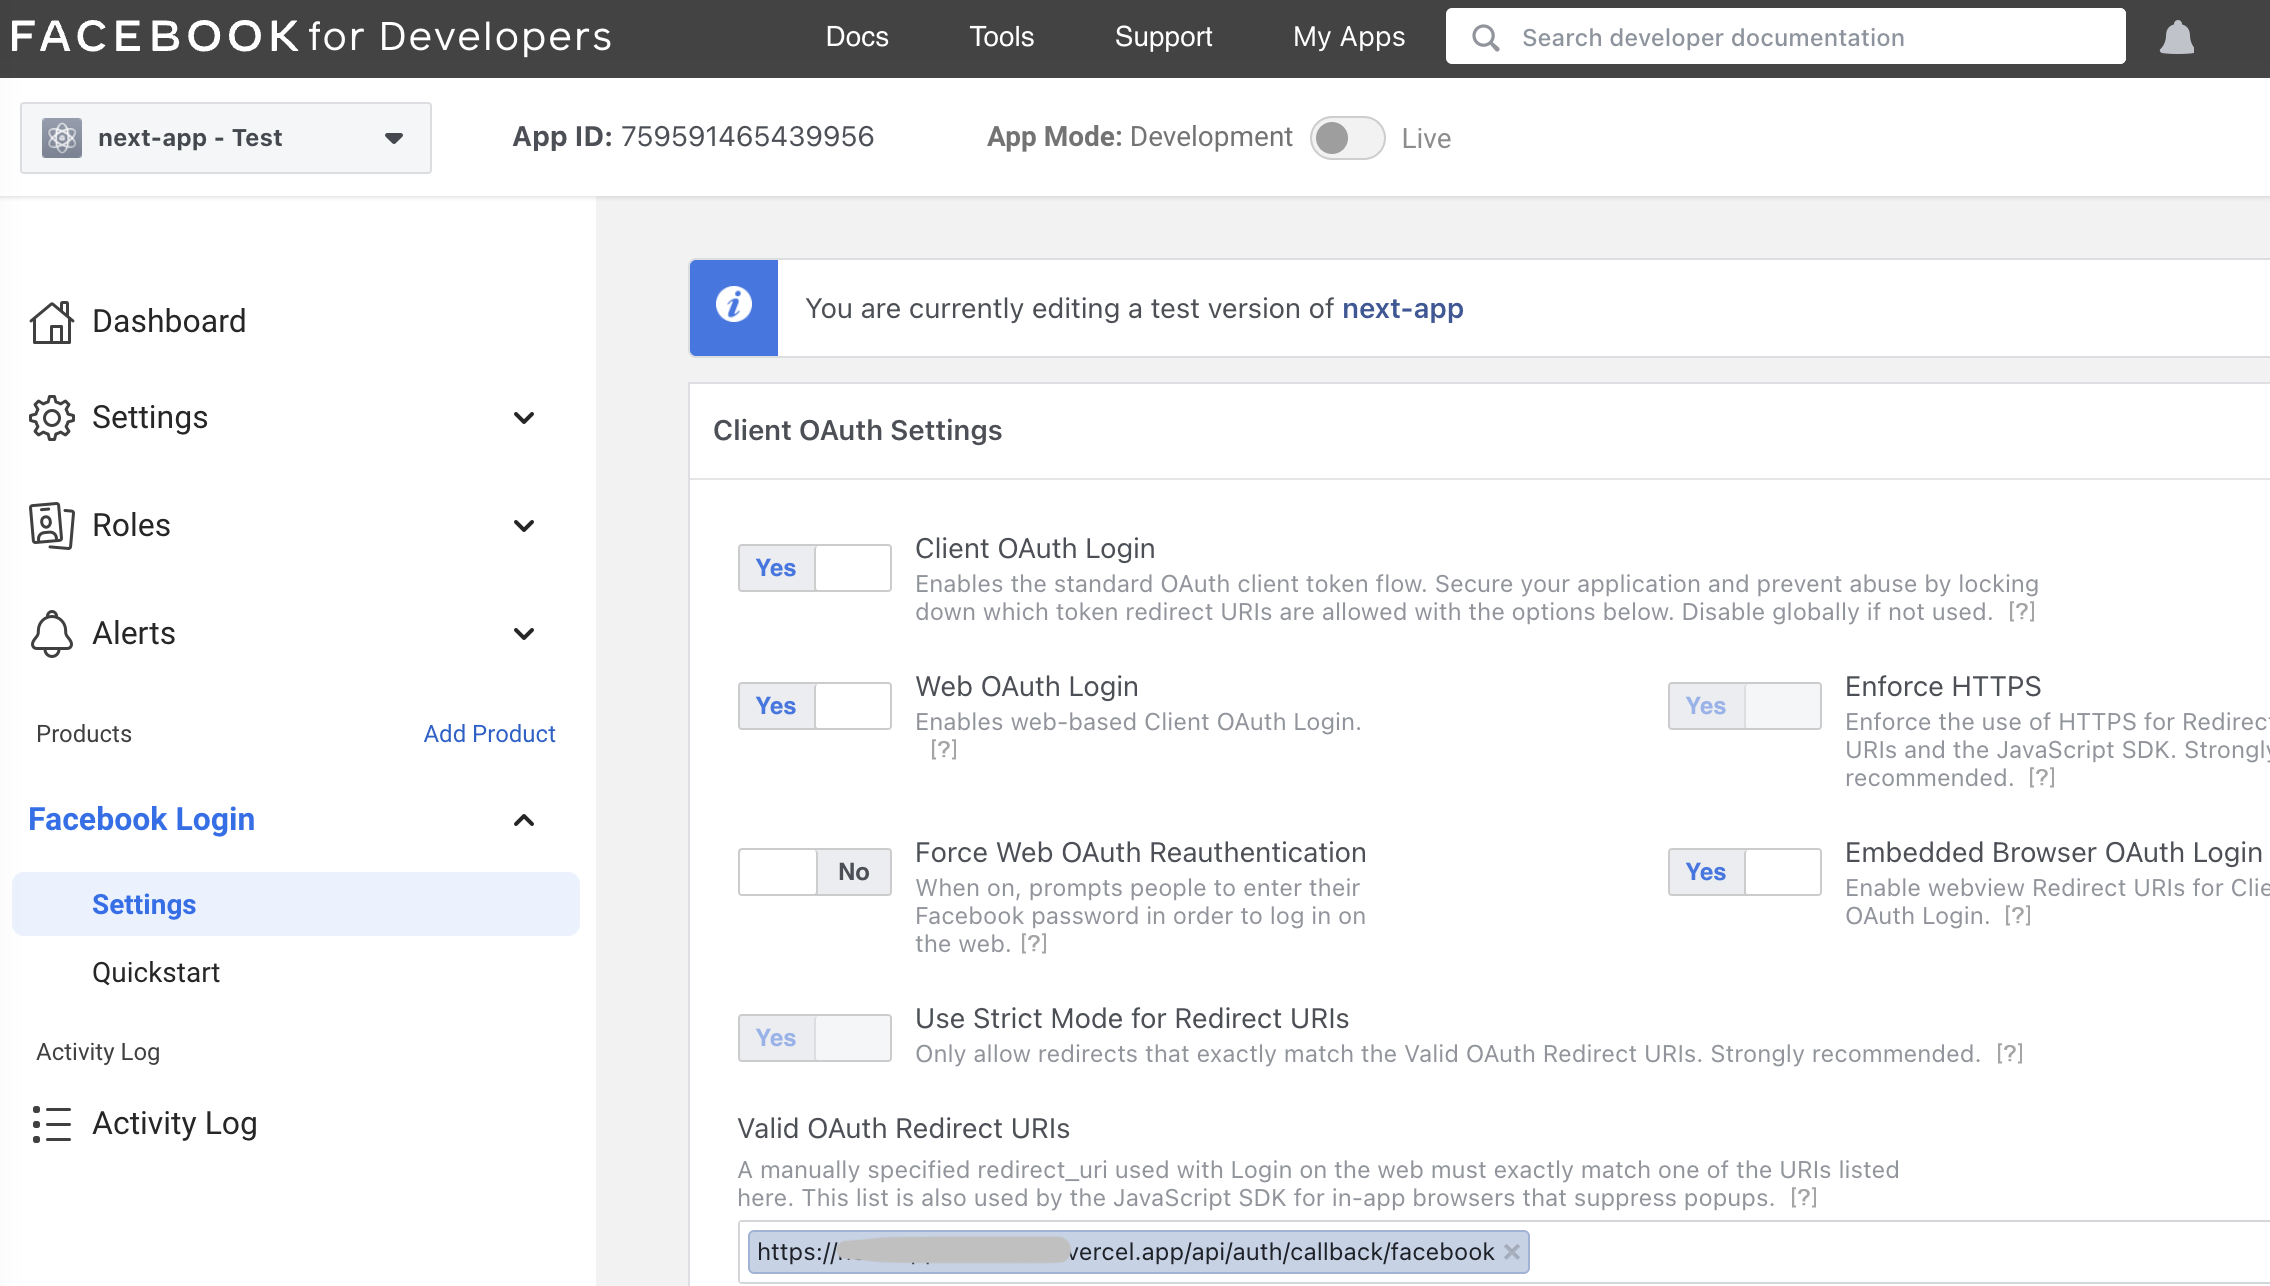 FACEBOOK for Developers Docs Tools Support My Apps Search developer documentation
next-app - Test App ID: 759591465439956 App Mode: Development Live
You are currently editing a test version of next-app
Dashboard
Settings
Roles
Alerts
Products Add Product
Facebook Login
Settings
Quickstart
Activity Log
Activity Log
Client OAuth Settings
Yes Client OAuth Login
Enables the standard OAuth client token flow. Secure your application and prevent abuse by locking
down which token redirect URIs are allowed with the options below. Disable globally if not used. [?]
Yes Web OAuth Login
Enables web-based Client OAuth Login.
[?]
Yes Enforce HTTPS
Enforce the use of HTTPS for Redirec
URIs and the JavaScript SDK. Strongly
recommended. [?]
No Force Web OAuth Reauthentication
When on, prompts people to enter their
Facebook password in order to log in on
the web. [?]
Yes Embedded Browser OAuth Login
Enable webview Redirect URIs for Clie
OAuth Login. [?]
Yes Use Strict Mode for Redirect URIs
Only allow redirects that exactly match the Valid OAuth Redirect URIs. Strongly recommended. [?]
Valid OAuth Redirect URIs
A manually specified redirect_uri used with Login on the web must exactly match one of the URIs listed
here. This list is also used by the JavaScript SDK for in-app browsers that suppress popups. [?]
https:// vercel.app/api/auth/callback/facebook